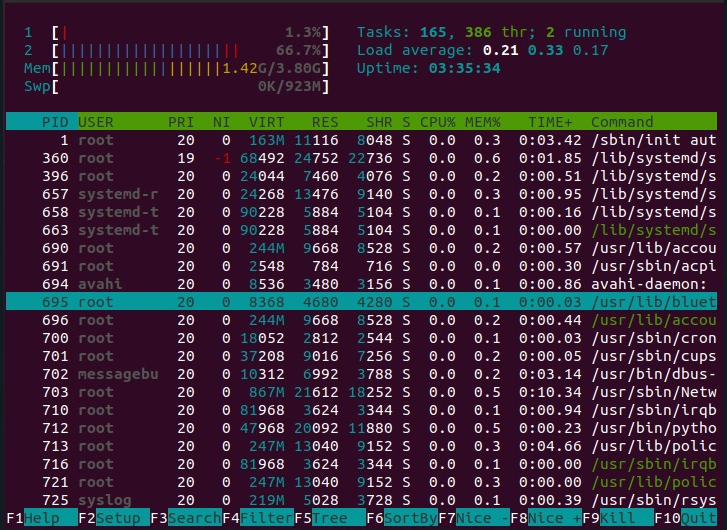 1 [| 1.3%] Tasks: 165, 386 thr; 2 running
2 [|||||||||||||||||||| 66.7%] Load average: 0.21 0.33 0.17
Mem[||||||||||||||||||1.42G/3.80G] Uptime: 03:35:34
Swp[ 0K/923M]
PID USER PRI NI VIRT RES SHR S CPU% MEM% TIME+ Command
1 root 20 0 163M 11116 8048 S 0.0 0.3 0:03.42 /sbin/init aut
360 root 19 -1 68492 24752 22736 S 0.0 0.6 0:01.85 /lib/systemd/s
396 root 20 0 24044 7460 4076 S 0.0 0.2 0:00.51 /lib/systemd/s
657 systemd-r 20 0 24268 13476 9140 S 0.0 0.3 0:00.95 /lib/systemd/s
658 systemd-t 20 0 90228 5884 5104 S 0.0 0.1 0:00.16 /lib/systemd/s
663 systemd-t 20 0 90228 5884 5104 S 0.0 0.1 0:00.00 /lib/systemd/s
690 root 20 0 244M 9668 8528 S 0.0 0.2 0:00.57 /usr/lib/accou
691 root 20 0 2548 784 716 S 0.0 0.0 0:00.30 /usr/sbin/acpi
694 avahi 20 0 8536 3480 3156 S 0.0 0.1 0:00.86 avahi-daemon:
695 root 20 0 8368 4680 4280 S 0.0 0.1 0:00.03 /usr/lib/bluet
696 root 20 0 244M 9668 8528 S 0.0 0.2 0:00.44 /usr/lib/accou
700 root 20 0 18052 2812 2544 S 0.0 0.1 0:00.03 /usr/sbin/cron
701 root 20 0 37208 9016 7256 S 0.0 0.2 0:00.05 /usr/sbin/cups
702 messagebu 20 0 10312 6992 3788 S 0.0 0.2 0:03.14 /usr/bin/dbus-
703 root 20 0 867M 21612 18252 S 0.0 0.5 0:10.34 /usr/sbin/Netw
710 root 20 0 81968 3624 3344 S 0.0 0.1 0:00.94 /usr/sbin/irqb
712 root 20 0 47968 20092 11880 S 0.0 0.5 0:00.23 /usr/bin/pytho
713 root 20 0 247M 13040 9152 S 0.0 0.3 0:04.66 /usr/lib/polic
716 root 20 0 81968 3624 3344 S 0.0 0.1 0:00.00 /usr/sbin/irqb
721 root 20 0 247M 13040 9152 S 0.0 0.3 0:00.00 /usr/lib/polic
725 syslog 20 0 219M 5028 3728 S 0.0 0.1 0:00.39 /usr/sbin/rsys
F1Help F2Setup F3SearchF4FilterF5Tree F6SortByF7Nice -F8Nice +F9Kill F10Quit